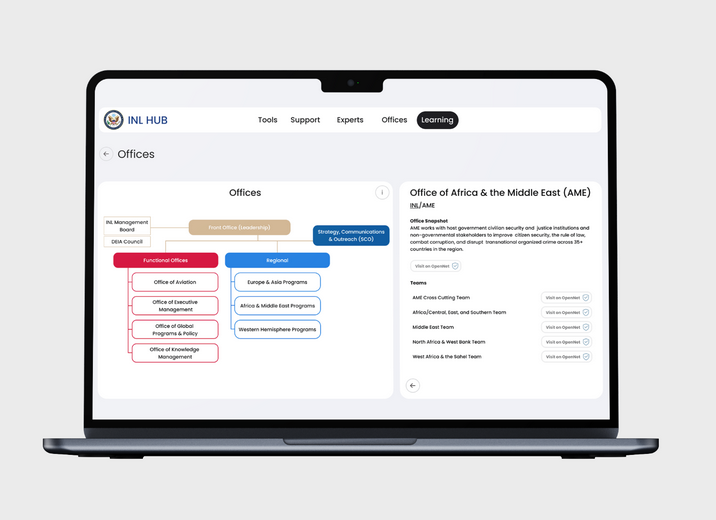 INL HUB
Tools
Support
Experts
Offices
Learning
Offices
Offices
i
INL Management
Board
DEIA Council
Front Office (Leadership)
Strategy, Communications
& Outreach (SCO)
Functional Offices
Regional
Office of Aviation
Office of Executive
Management
Office of Global
Programs & Policy
Office of Knowledge
Management
Europe & Asia Programs
Africa & Middle East Programs
Western Hemisphere Programs
Office of Africa & the Middle East (AME)
INL/AME
Office Snapshot
AME works with host government civilian security and justice institutions and
non-governmental stakeholders to improve citizen security, the rule of law,
combat corruption, and disrupt transnational organized crime across 35+
countries in the region.
Visit on OpenNet
Teams
AME Cross Cutting Team
Visit on OpenNet
Africa/Central, East, and Southern Team
Visit on OpenNet
Middle East Team
Visit on OpenNet
North Africa & West Bank Team
Visit on OpenNet
West Africa & the Sahel Team
Visit on OpenNet